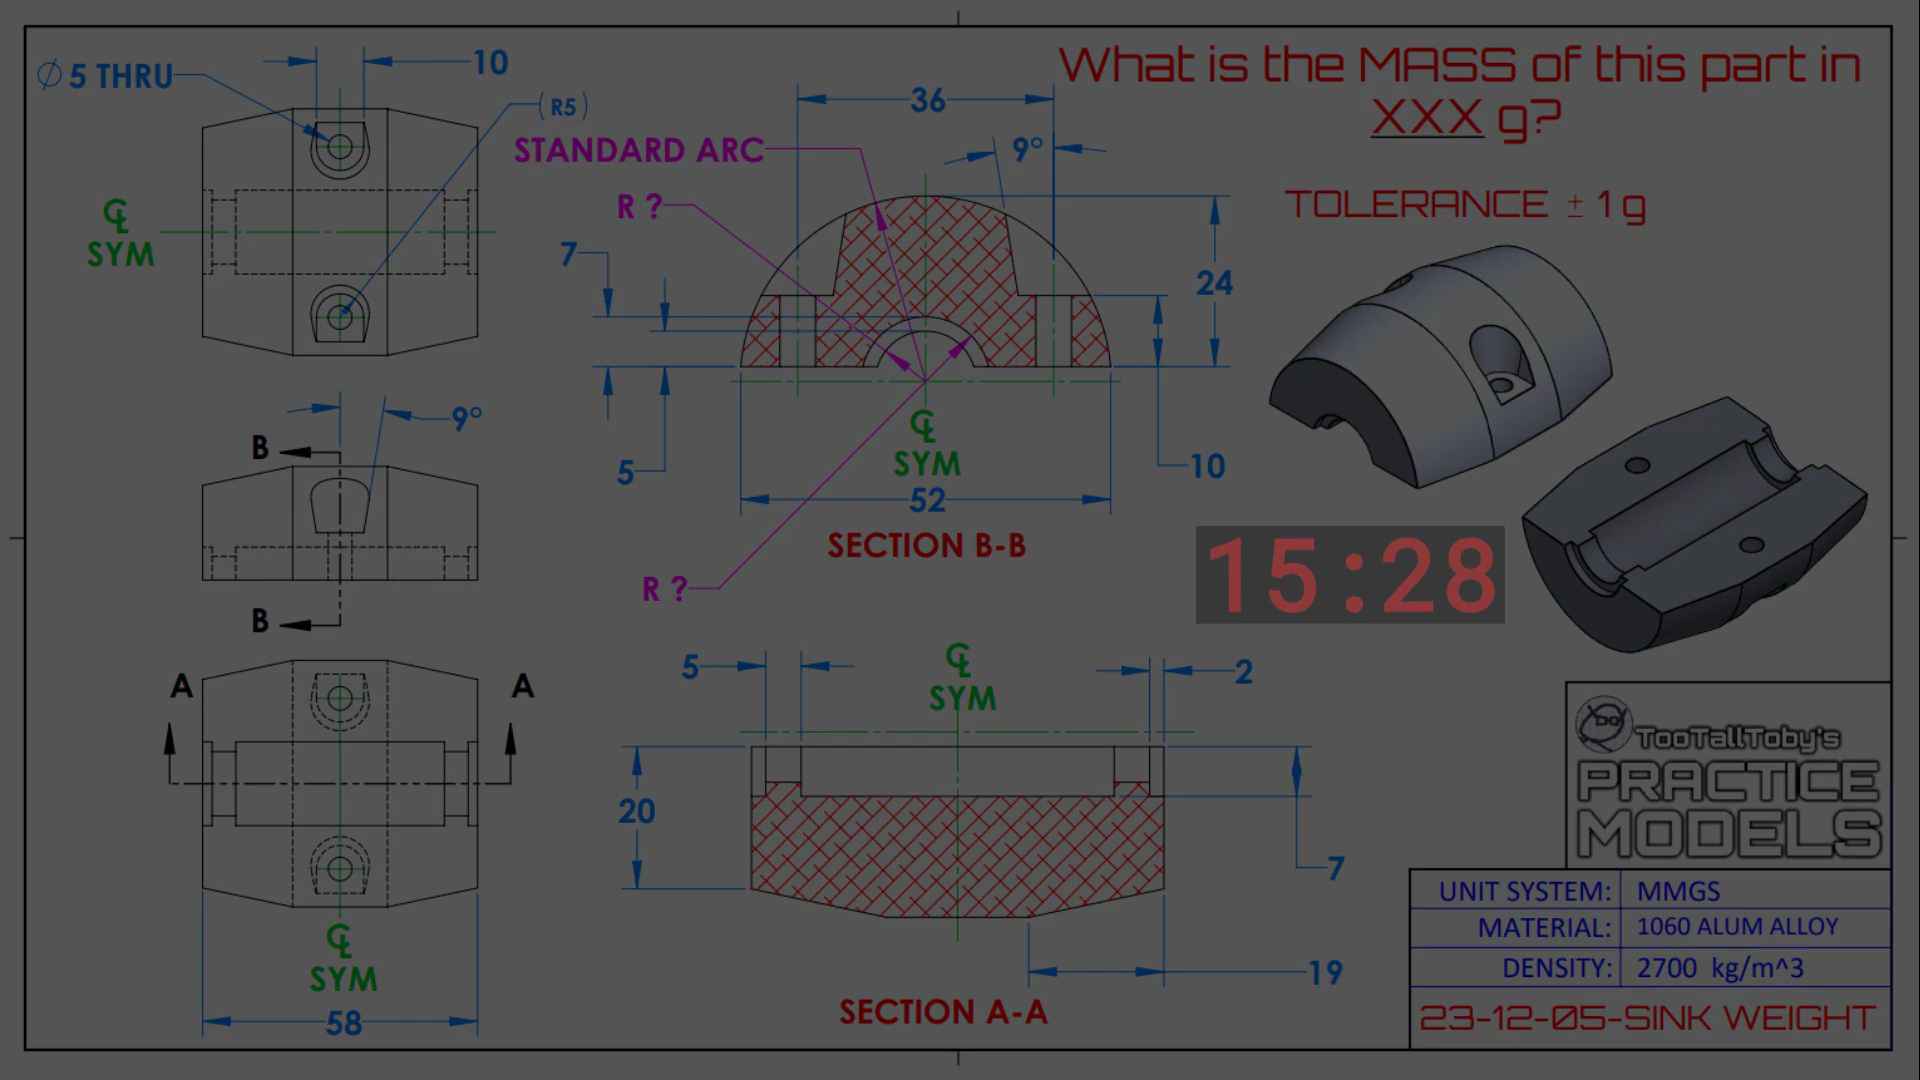 What is the MASS of this part in
XXX g?
TOLERANCE ± 1 g
Ø 5 THRU
10
(R5)
℄
SYM
STANDARD ARC
R ?
36
9°
7
24
5
10
℄
SYM
52
SECTION B-B
R ?
9°
B
B
15:28
A
A
℄
SYM
58
5
℄
SYM
2
20
7
19
SECTION A-A
TooTallToby's
PRACTICE
MODELS
UNIT SYSTEM: MMGS
MATERIAL: 1060 ALUM ALLOY
DENSITY: 2700 kg/m^3
23-12-05-SINK WEIGHT